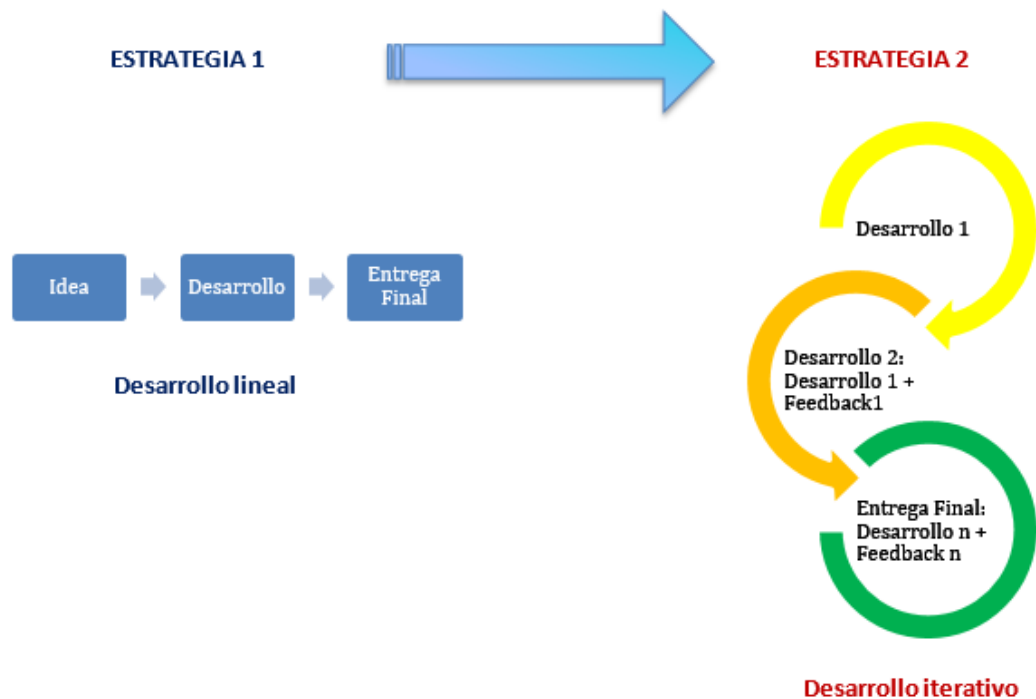 ESTRATEGIA 1
ESTRATEGIA 2
Idea
Desarrollo
Entrega
Final
Desarrollo lineal
Desarrollo 1
Desarrollo 2:
Desarrollo 1 +
Feedback1
Entrega Final:
Desarrollo n +
Feedback n
Desarrollo iterativo